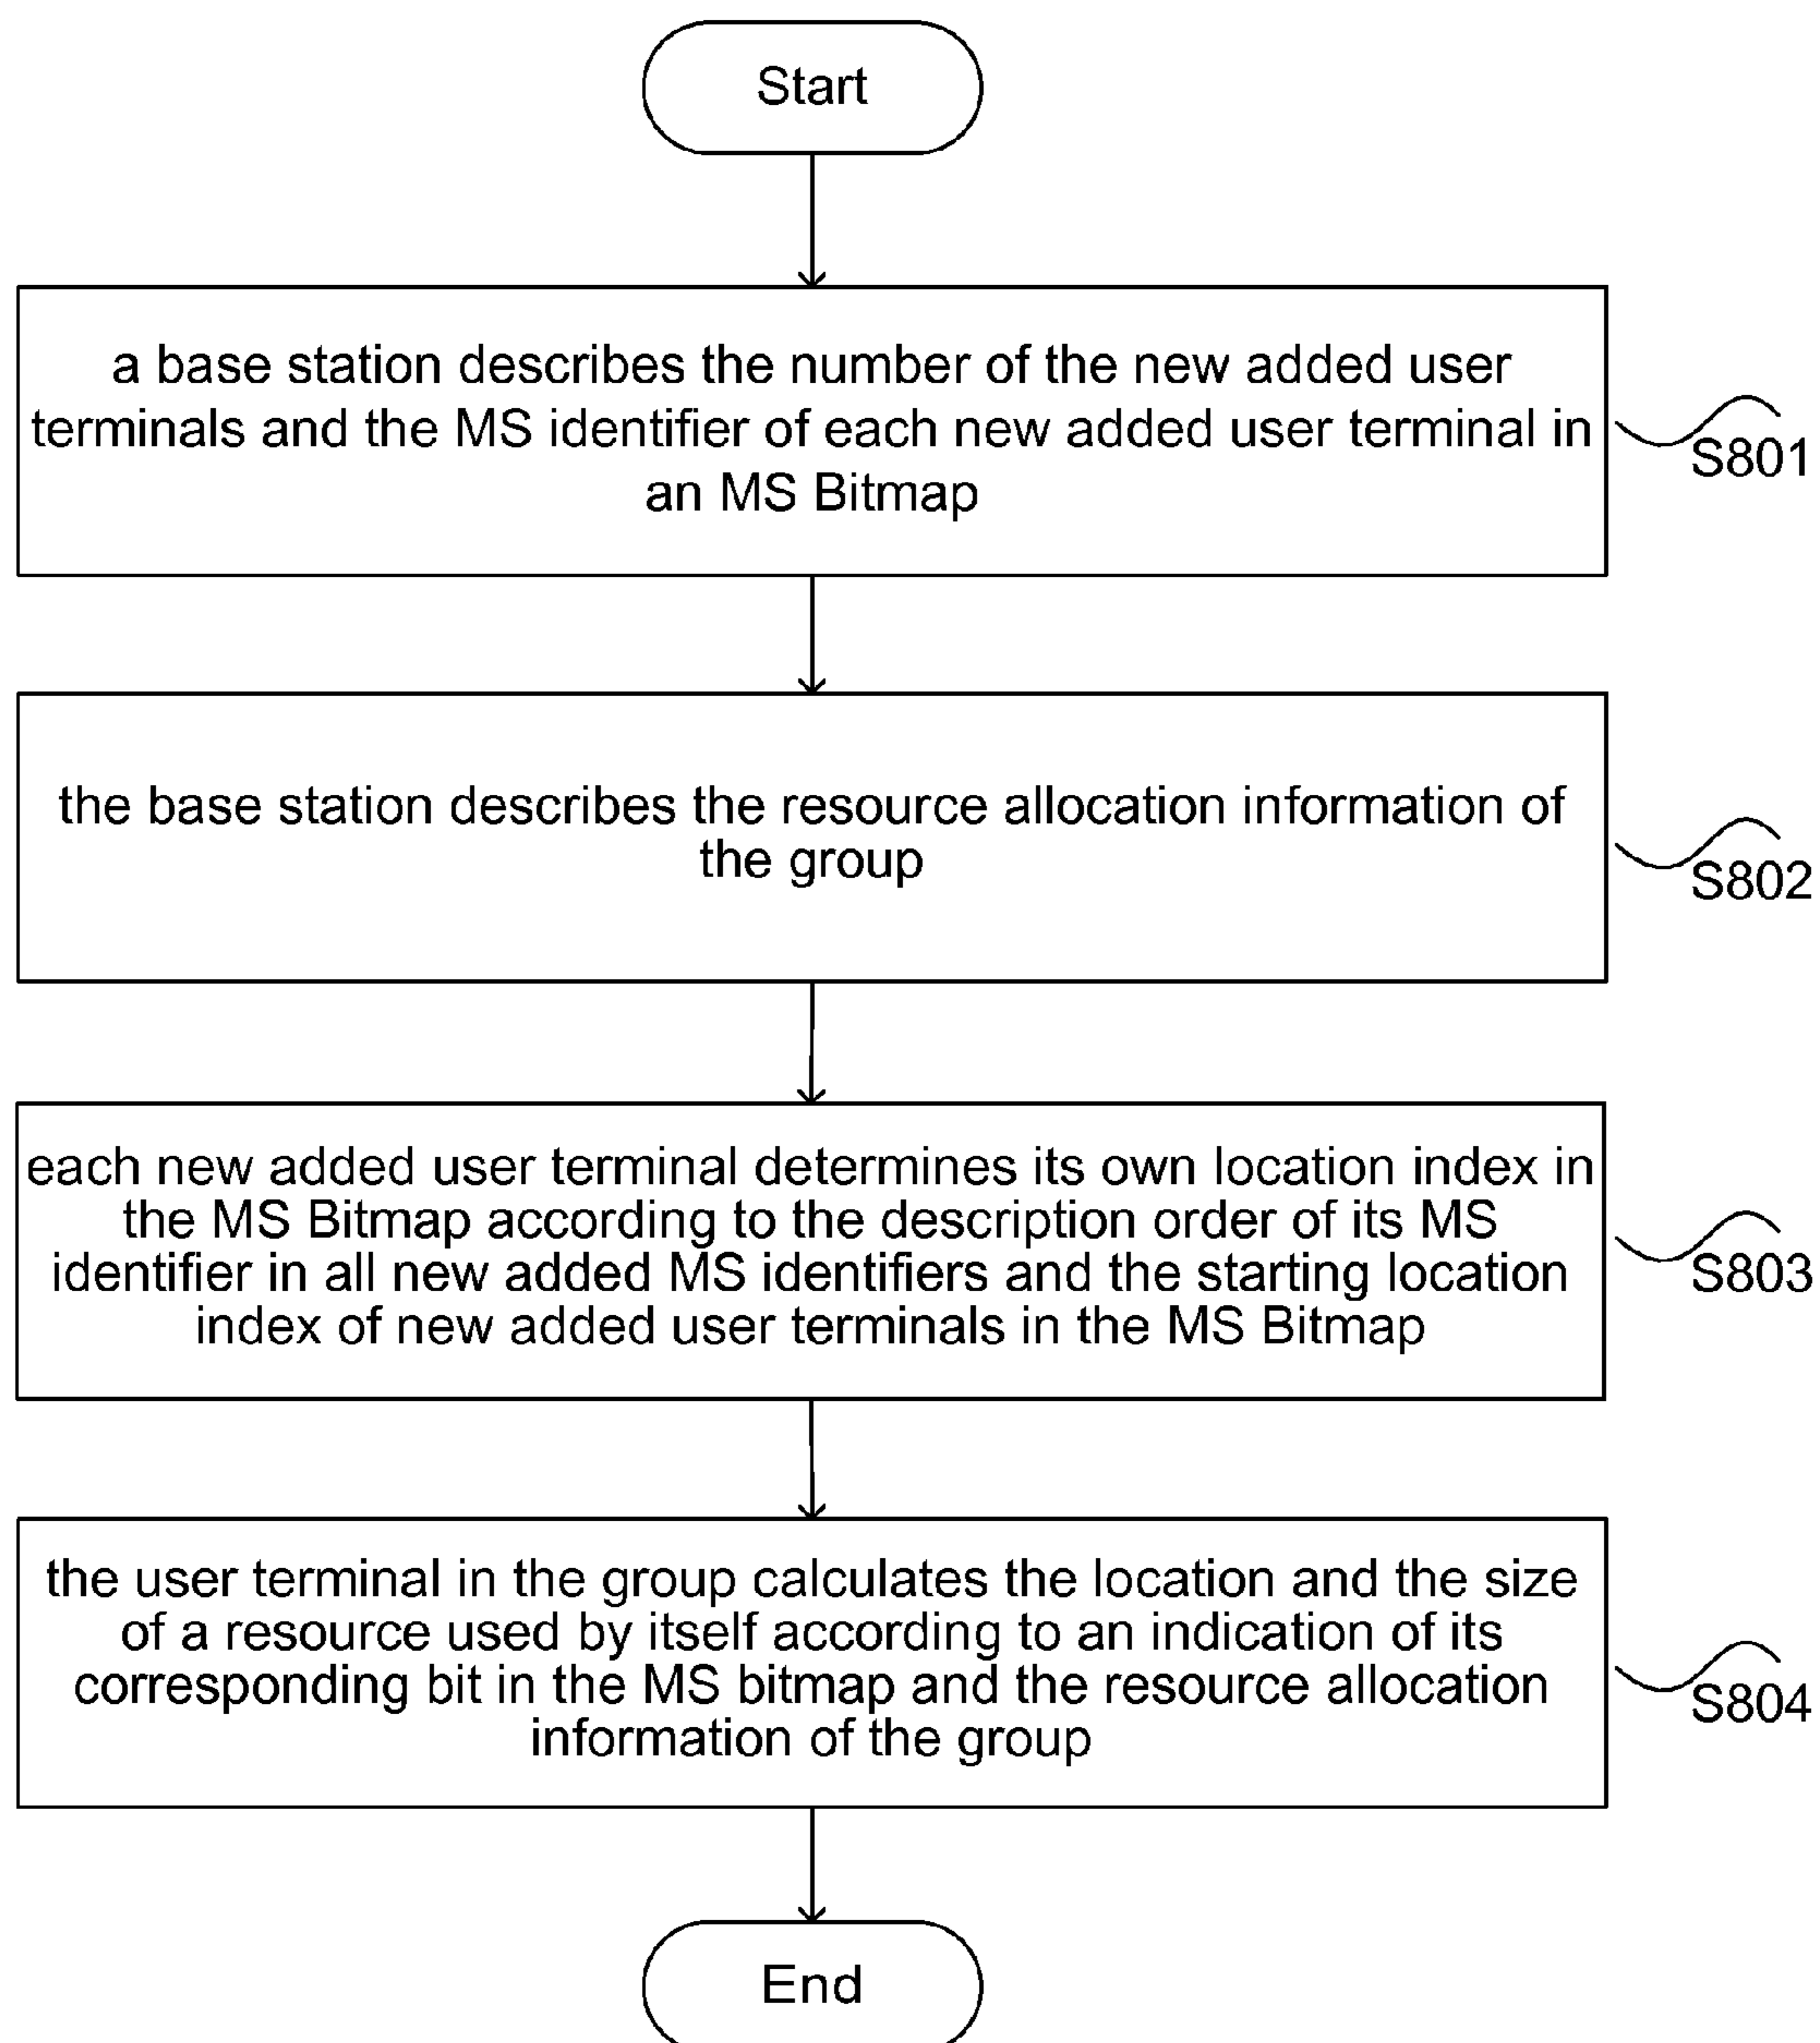 Start
a base station describes the number of the new added user
terminals and the MS identifier of each new added user terminal in
an MS Bitmap
S801
the base station describes the resource allocation information of
the group
S802
each new added user terminal determines its own location index in
the MS Bitmap according to the description order of its MS
identifier in all new added MS identifiers and the starting location
index of new added user terminals in the MS Bitmap
S803
the user terminal in the group calculates the location and the size
of a resource used by itself according to an indication of its
corresponding bit in the MS bitmap and the resource allocation
information of the group
S804
End